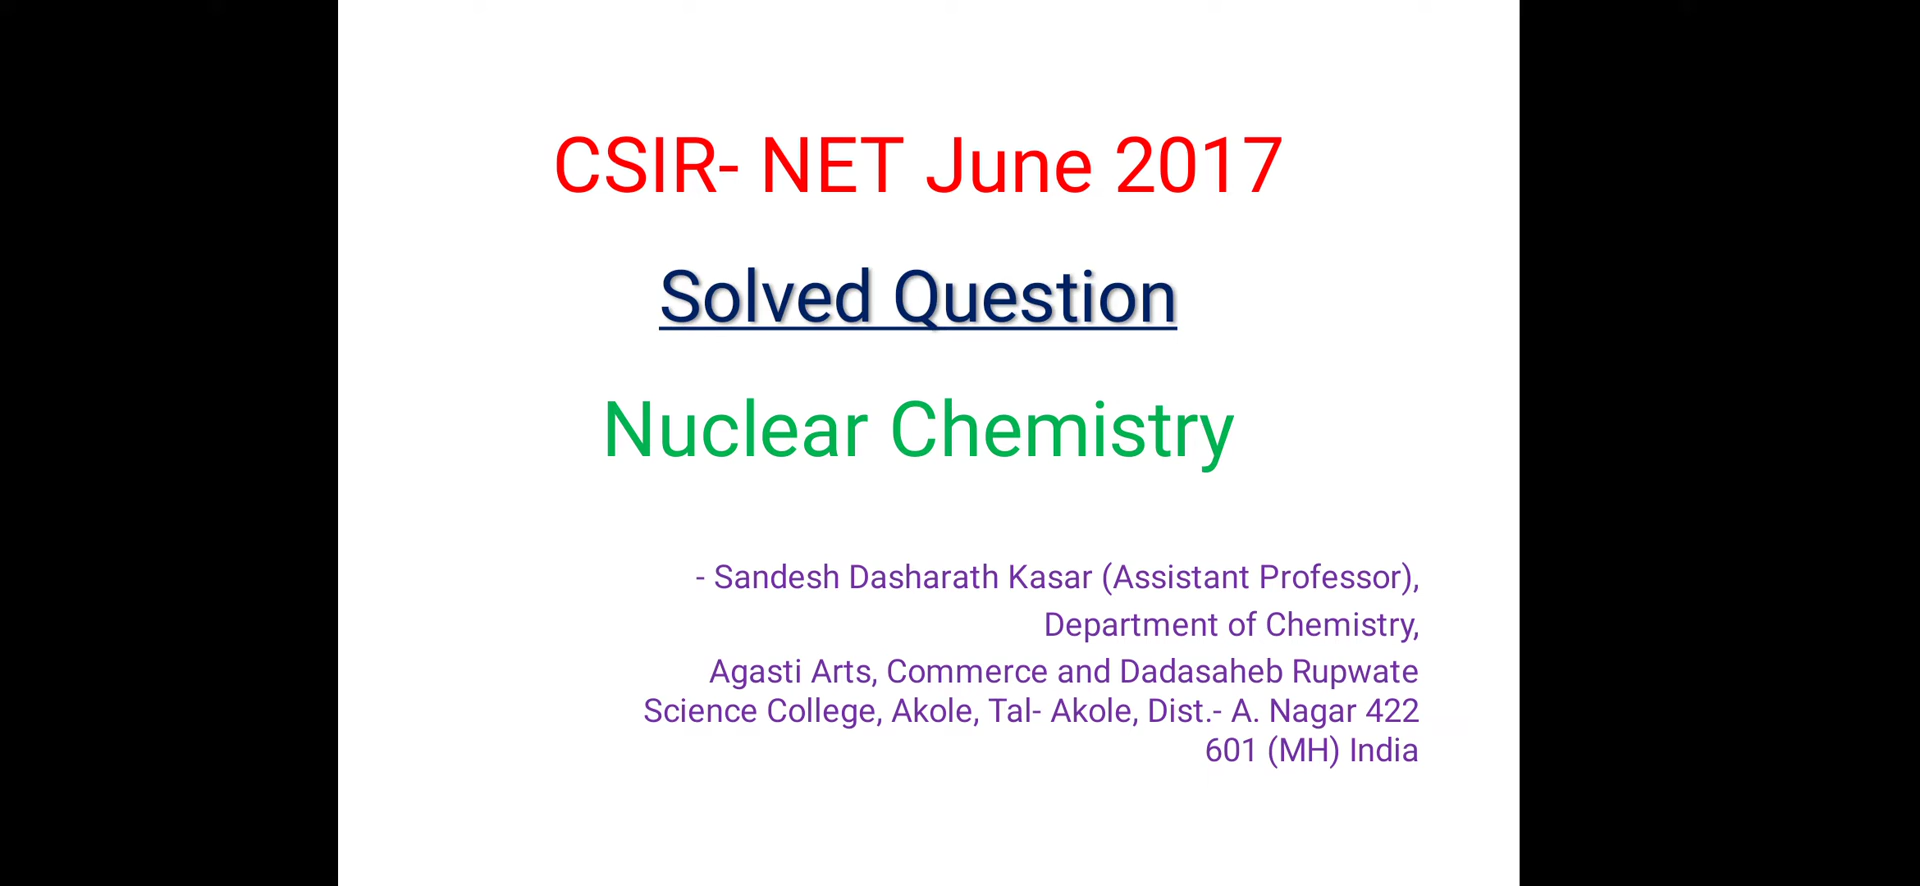 CSIR- NET June 2017
Solved Question
Nuclear Chemistry
- Sandesh Dasharath Kasar (Assistant Professor),
Department of Chemistry,
Agasti Arts, Commerce and Dadasaheb Rupwate
Science College, Akole, Tal- Akole, Dist.- A. Nagar 422
601 (MH) India